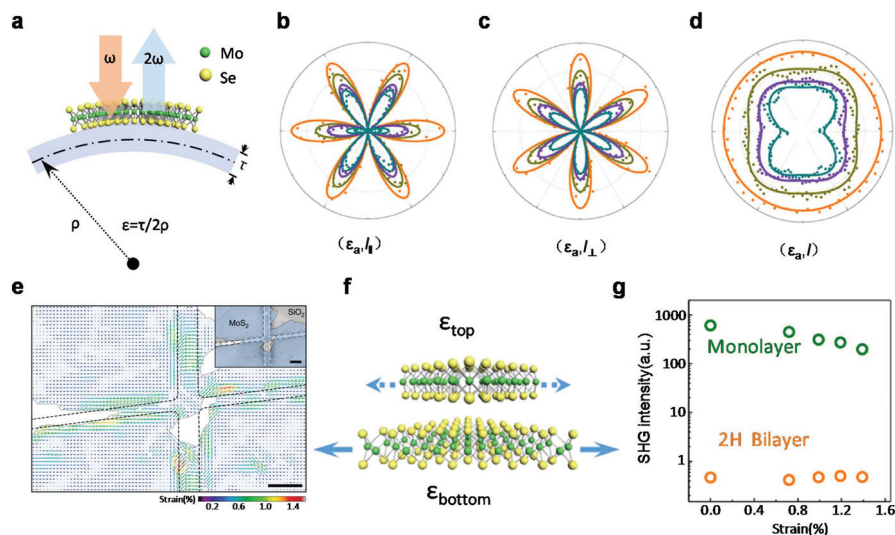 a
ω
2ω
Mo
Se
τ
ρ
ε=τ/2ρ
b
(εₐ,l∥)
c
(εₐ,l⊥)
d
(εₐ,l)
e
MoS₂
SiO₂
Strain(%)
0.2
0.6
1.0
1.4
f
ε_top
ε_bottom
g
SHG intensity(a.u.)
1000
100
10
1
Monolayer
2H Bilayer
0.0
0.4
0.8
1.2
1.6
Strain(%)